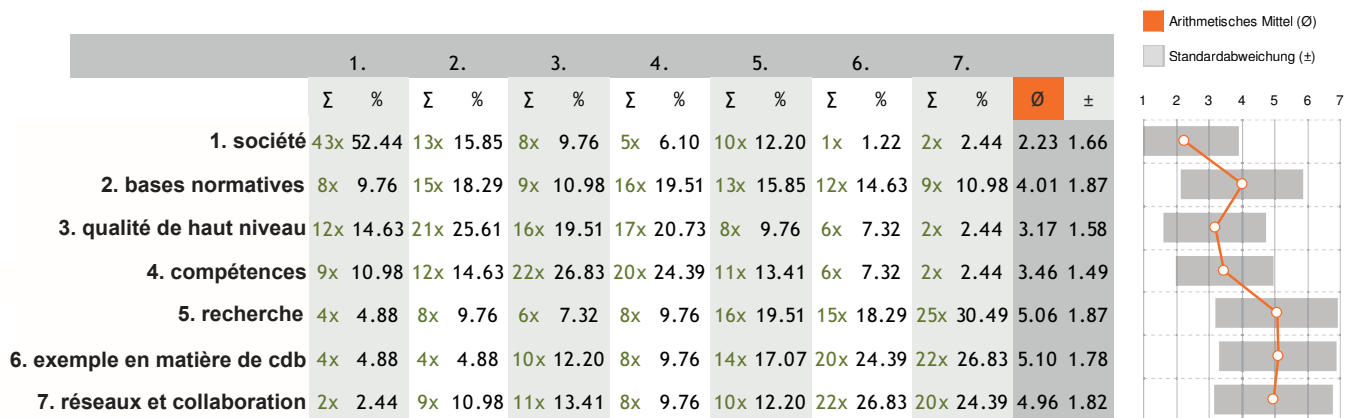 Arithmetisches Mittel (Ø)
Standardabweichung (±)
1. 2. 3. 4. 5. 6. 7.
Σ % Σ % Σ % Σ % Σ % Σ % Σ % Ø ± 1 2 3 4 5 6 7
1. société 43x 52.44 13x 15.85 8x 9.76 5x 6.10 10x 12.20 1x 1.22 2x 2.44 2.23 1.66
2. bases normatives 8x 9.76 15x 18.29 9x 10.98 16x 19.51 13x 15.85 12x 14.63 9x 10.98 4.01 1.87
3. qualité de haut niveau 12x 14.63 21x 25.61 16x 19.51 17x 20.73 8x 9.76 6x 7.32 2x 2.44 3.17 1.58
4. compétences 9x 10.98 12x 14.63 22x 26.83 20x 24.39 11x 13.41 6x 7.32 2x 2.44 3.46 1.49
5. recherche 4x 4.88 8x 9.76 6x 7.32 8x 9.76 16x 19.51 15x 18.29 25x 30.49 5.06 1.87
6. exemple en matière de cdb 4x 4.88 4x 4.88 10x 12.20 8x 9.76 14x 17.07 20x 24.39 22x 26.83 5.10 1.78
7. réseaux et collaboration 2x 2.44 9x 10.98 11x 13.41 8x 9.76 10x 12.20 22x 26.83 20x 24.39 4.96 1.82